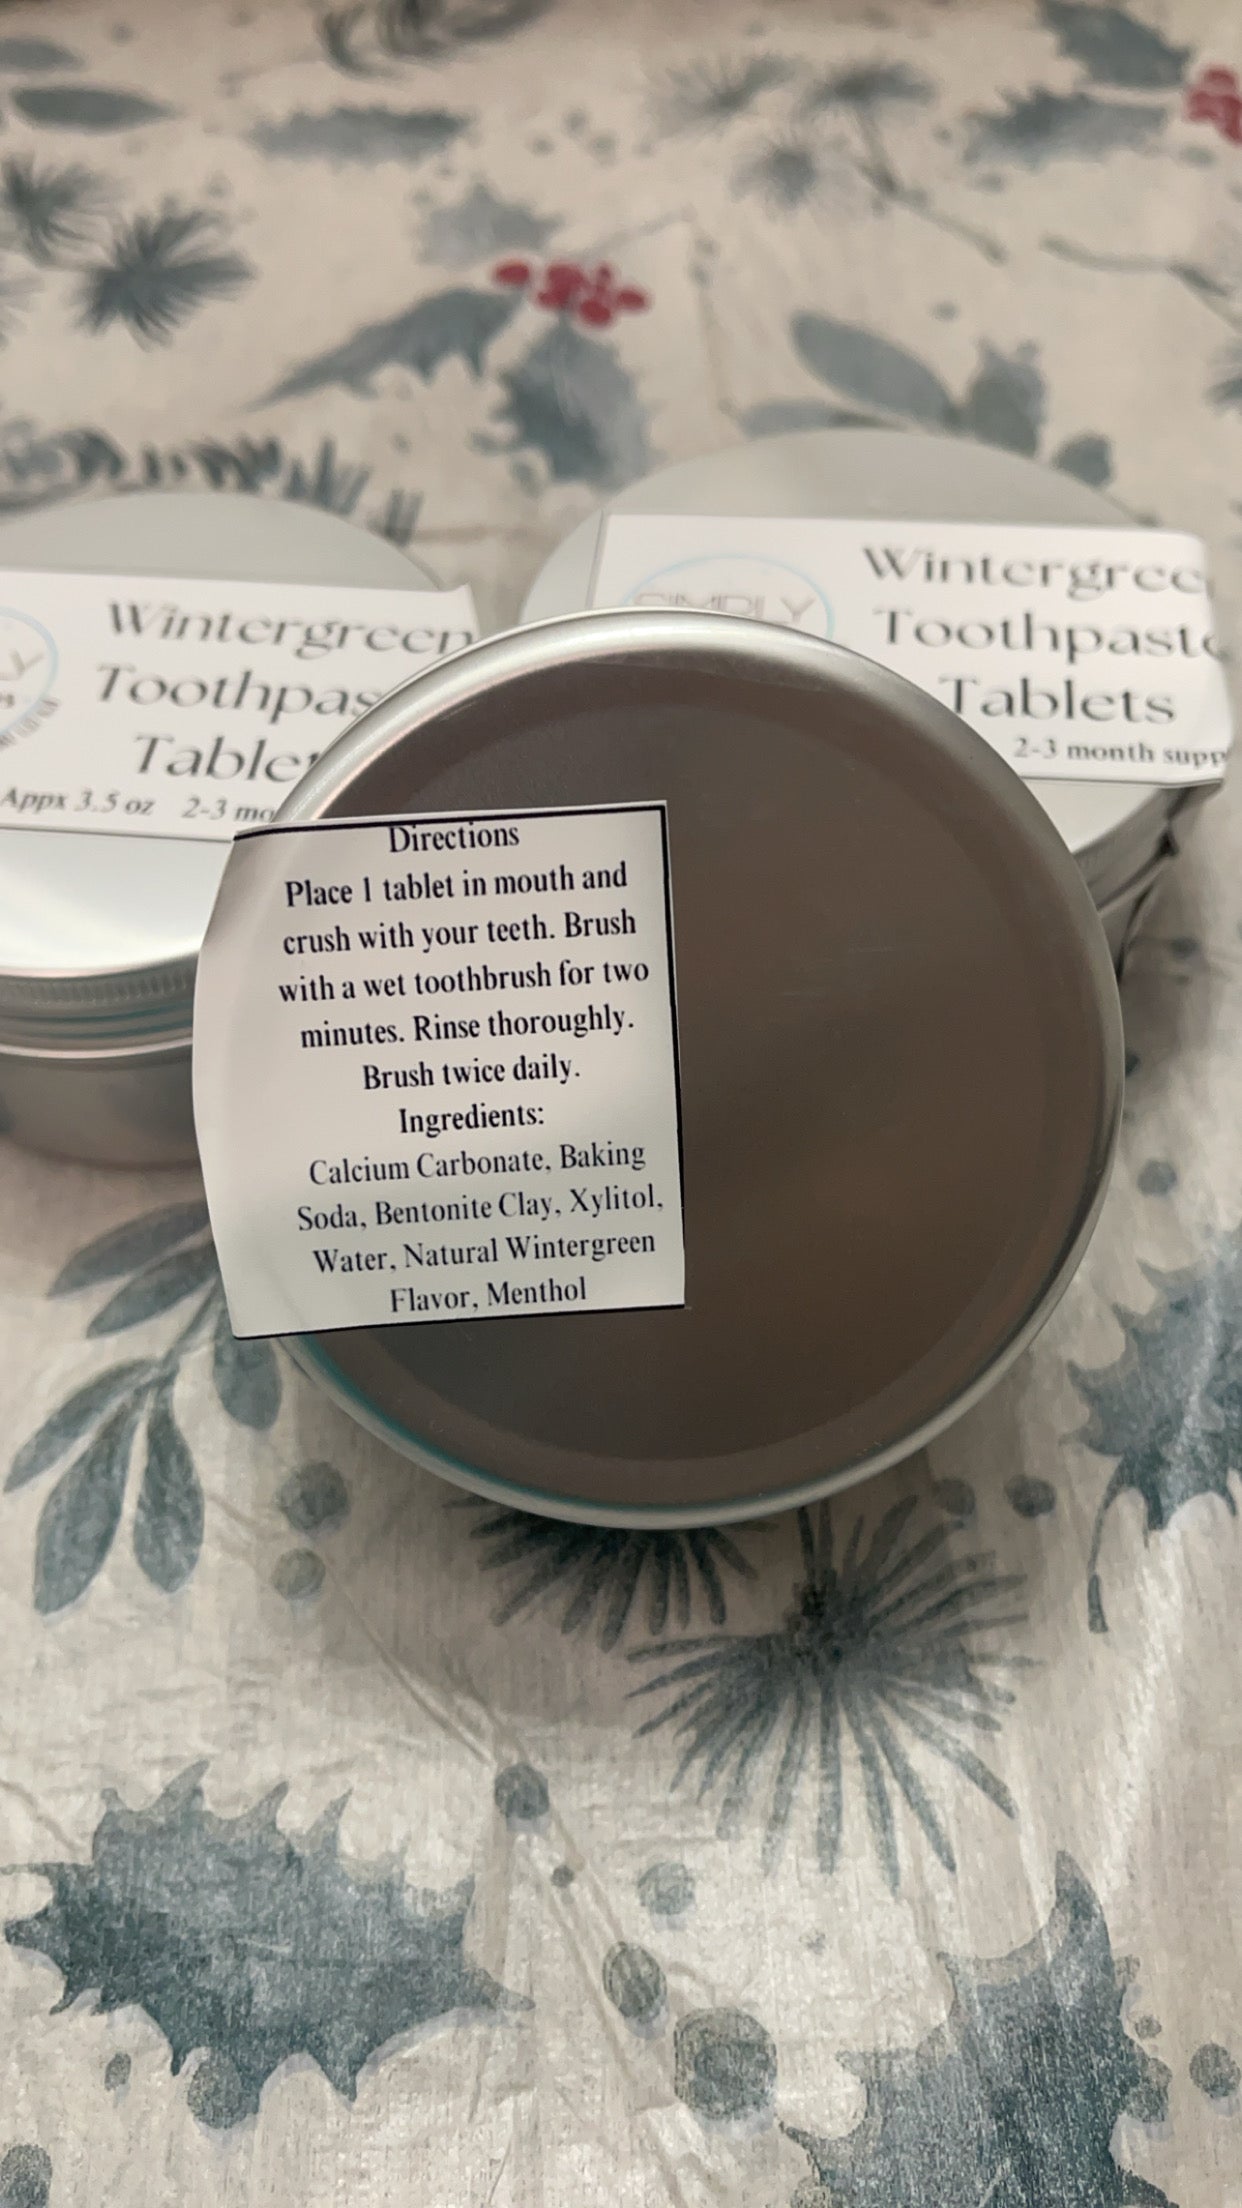 SIMPLY
Wintergreen
Toothpas
Table
Appx 3.5 oz 2-3 mo
Wintergree
Toothpaste
Tablets
2-3 month supp
Directions
Place 1 tablet in mouth and
crush with your teeth. Brush
with a wet toothbrush for two
minutes. Rinse thoroughly.
Brush twice daily.
Ingredients:
Calcium Carbonate, Baking
Soda, Bentonite Clay, Xylitol,
Water, Natural Wintergreen
Flavor, Menthol